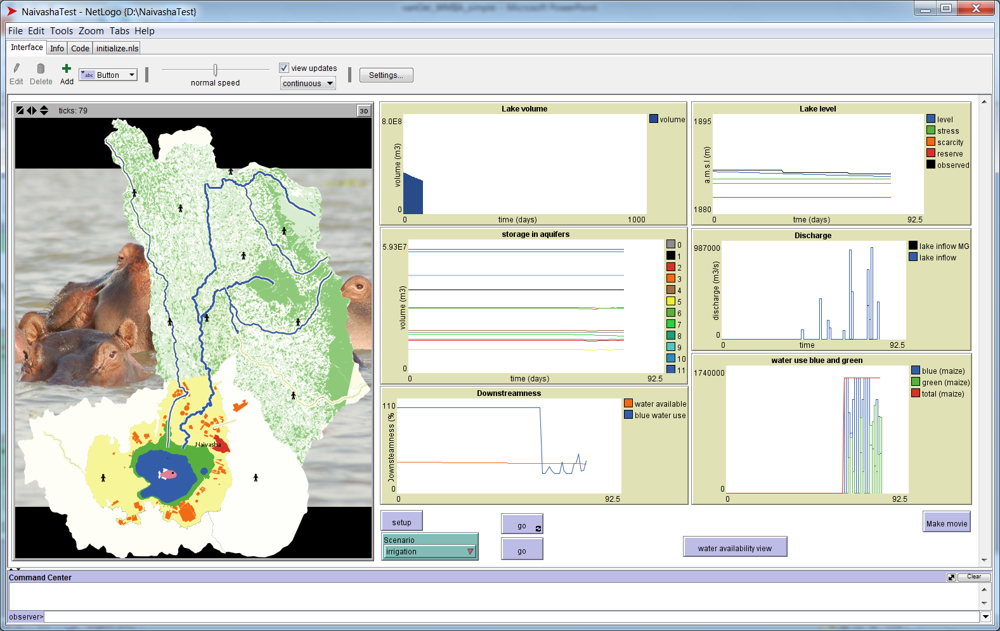 NaivashaTest - NetLogo {D:\NaivashaTest}
File Edit Tools Zoom Tabs Help
Interface Info Code initialize.nls
Edit Delete Add abc Button normal speed view updates continuous Settings...
ticks: 79 3D
Lake volume
8.0E8
volume (m3)
0
0 time (days) 1000
volume
Lake level
1895
a.m.s.l (m)
1880
0 tme (days) 92.5
level
stress
scarcity
reserve
observed
storage in aquifers
5.93E7
volume (m3)
0
0 time (days) 92.5
0
1
2
3
4
5
6
7
8
9
10
11
Discharge
987000
discharge (m3/s)
0
0 time 92.5
lake inflow MG
lake inflow
Downstreamness
110
Downsteamness (%
0
0 92.5
water available
blue water use
water use blue and green
1740000
0
0 92.5
blue (maize)
green (maize)
total (maize)
Naivasha
setup
go
Scenario
irrigation
go
water availability view
Make movie
Command Center Clear
observer>